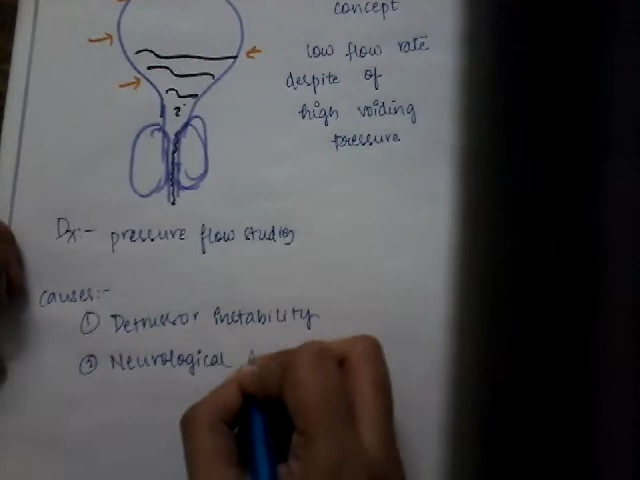 concept
low flow rate
despite of
high voiding
pressure
Dx:- pressure flow studies
Causes:-
① Detrusor instability
② Neurological